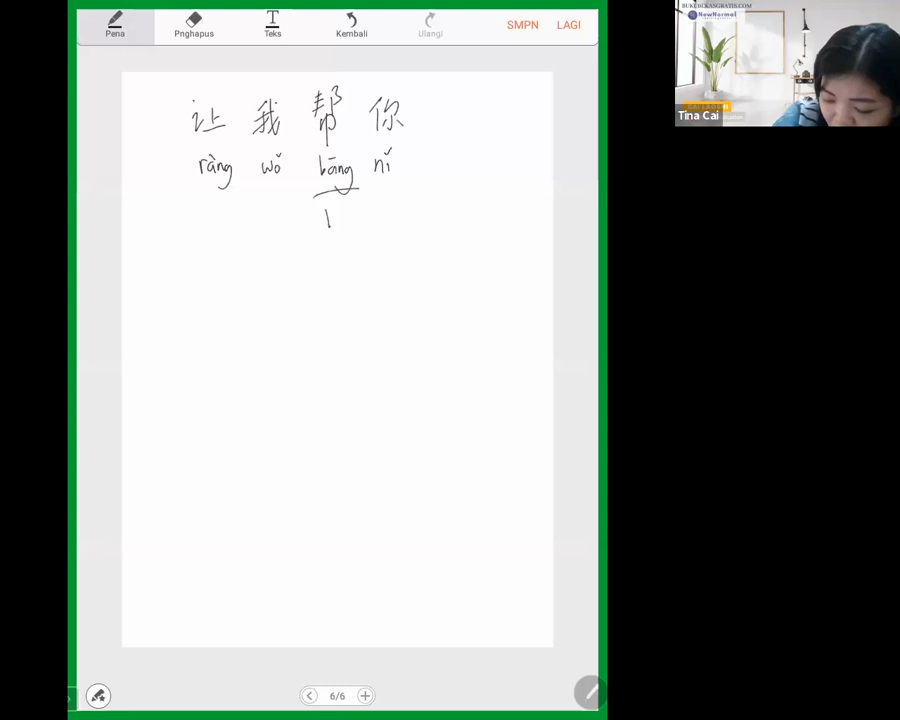 Pena
Pnghapus
Teks
Kembali
Ulangi
SMPN
LAGI
让 我 帮 你
ràng wǒ bāng nǐ
6/6
NewNormal
Tina Cai